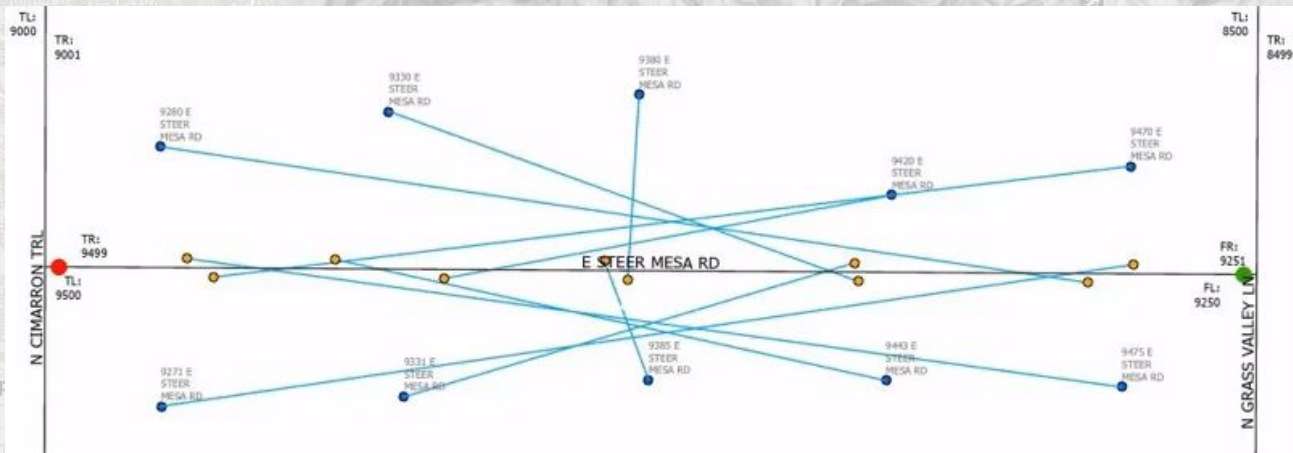 TL:
9000
TR:
9001
TL:
8500
TR:
8499
9380 E
STEER
MESA RD
9330 E
STEER
MESA RD
9280 E
STEER
MESA RD
9470 E
STEER
MESA RD
9420 E
STEER
MESA RD
TR:
9499
E STEER MESA RD
FR:
9251
TL:
9500
FL:
9250
N CIMARRON TRL
N GRASS VALLEY LN
9385 E
STEER
MESA RD
9443 E
STEER
MESA RD
9475 E
STEER
MESA RD
9331 E
STEER
MESA RD
9271 E
STEER
MESA RD